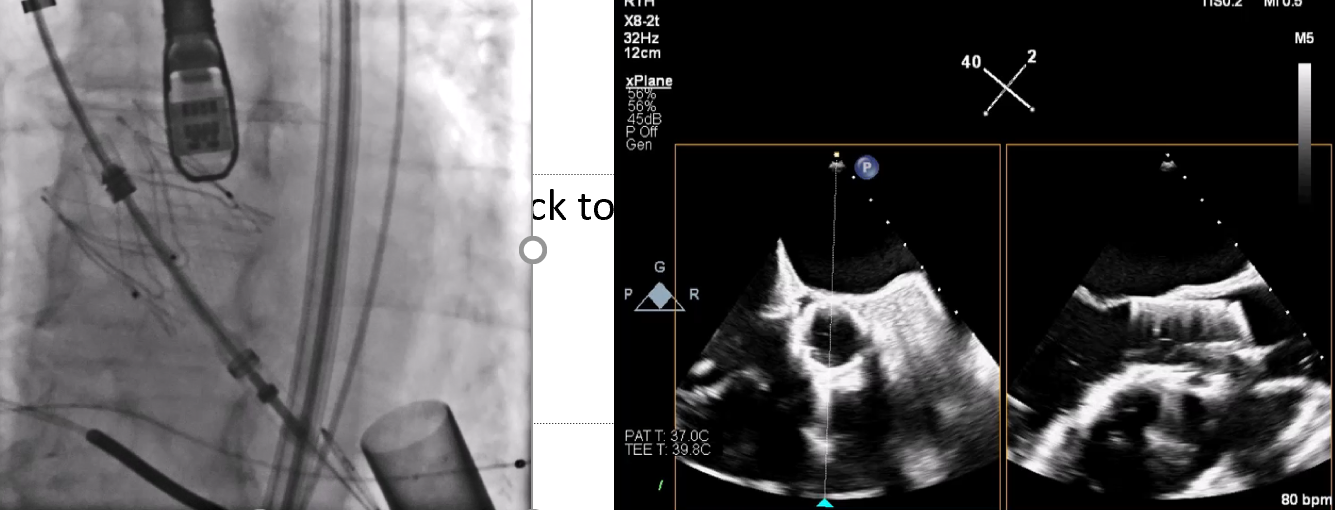 ck to
X8-2t
32Hz
12cm
xPlane
56%
56%
45dB
P Off
Gen
M5
40 2
P
G
P R
PAT T: 37.0C
TEE T: 39.8C
80 bpm